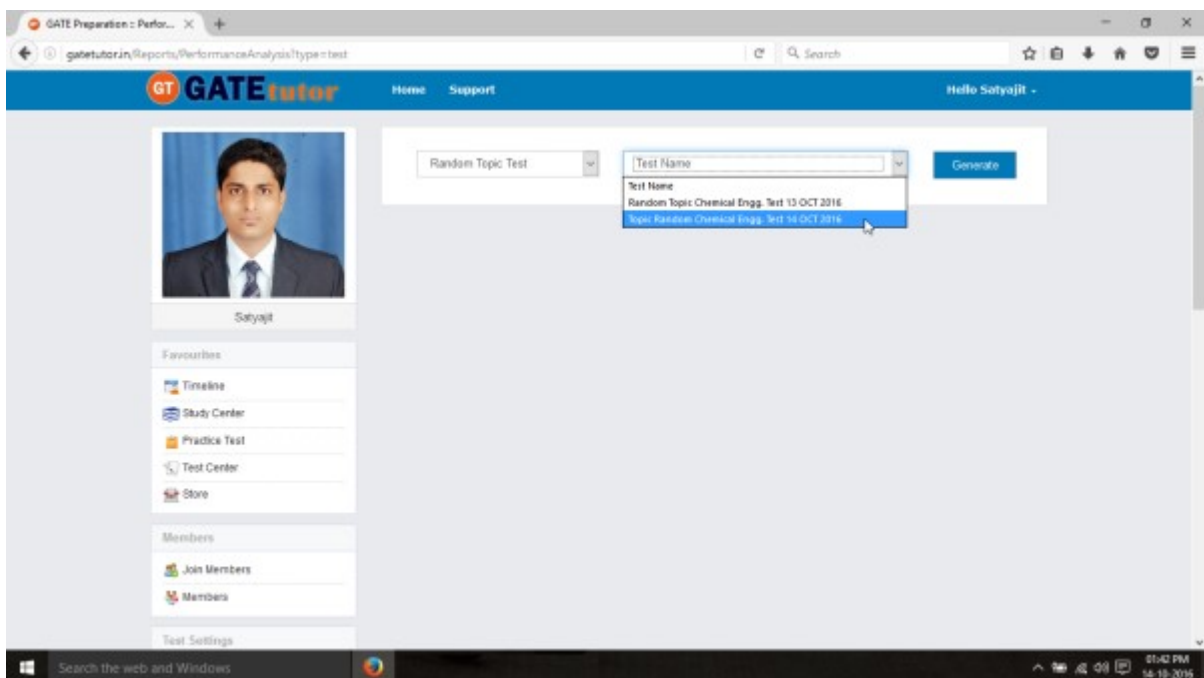 GATE Preparation :: Perfor...
gatetutor.in/Reports/PerformanceAnalysis?type=test
Search
GT GATEtutor
Home Support
Hello Satyajit
Random Topic Test
Test Name
Generate
Test Name
Random Topic Chemical Engg. Test 13 OCT 2016
Topic Random Chemical Engg. Test 14 OCT 2016
Satyajit
Favourites
Timeline
Study Center
Practice Test
Test Center
Store
Members
Join Members
Members
Test Settings
Search the web and Windows
01:42 PM
14-10-2016